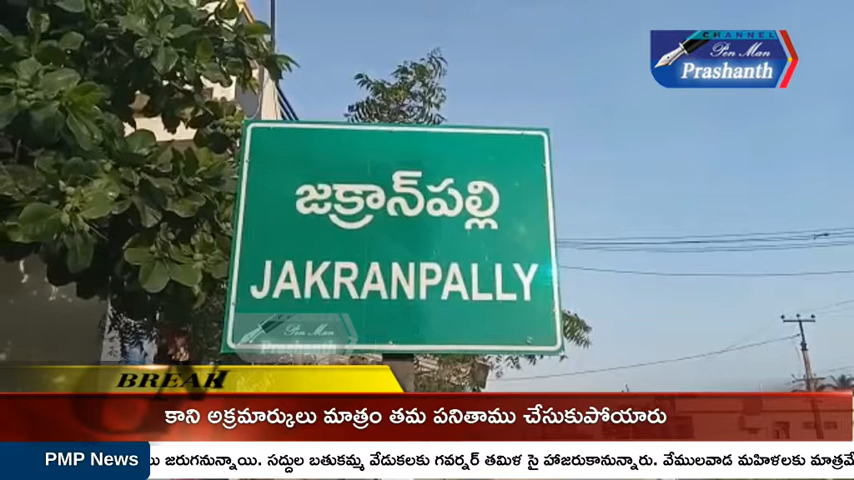 CHANNEL
Pen Man
Prashanth
జక్రాన్‌పల్లి
JAKRANPALLY
Pen Man
Prashanth
BREAK
కాని అక్రమార్కులు మాత్రం తమ పనితాము చేసుకుపోయారు
PMP News
జరుగనున్నాయి. సద్దుల బతుకమ్మ వేడుకలకు గవర్నర్ తమిళ సై హాజరుకానున్నారు. వేములవాడ మహిళలకు